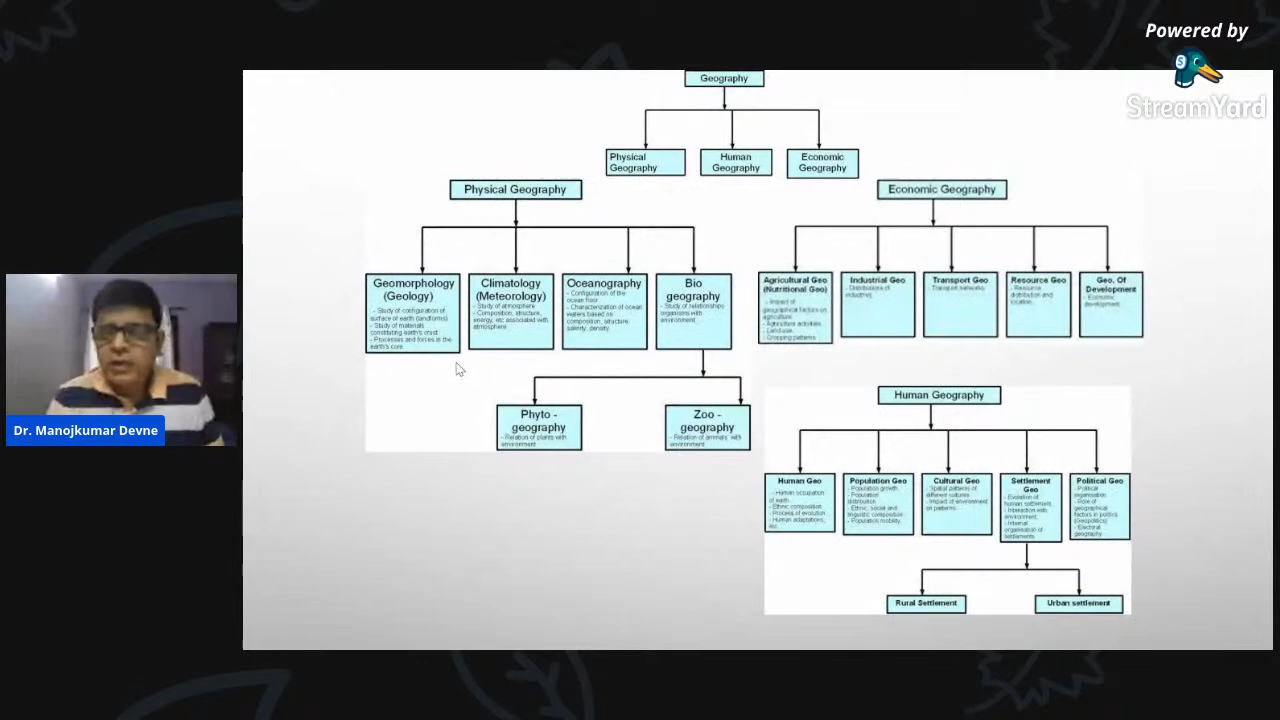 Powered by
StreamYard
Geography
Physical
Geography
Human
Geography
Economic
Geography
Physical Geography
Geomorphology
(Geology)
- Study of configuration of
surface of earth (landforms)
- Study of materials
constituting earth's crust
- Processes and forces in the
earth's core
Climatology
(Meteorology)
- Study of atmosphere
- Composition, structure,
energy, etc associated with
atmosphere
Oceanography
- Configuration of the
ocean floor
- Characterization of ocean
waters based on
composition, structure,
salinity, density
Bio
geography
- Study of relationships
organisms with
environment
Phyto -
geography
- Relation of plants with
environment
Zoo -
geography
- Relation of animals with
environment
Economic Geography
Agricultural Geo
(Nutritional Geo)
- Impact of
geographical factors on
agriculture
- Agriculture activities
- Land use
- Cropping patterns
Industrial Geo
- Distributions of
industries
Transport Geo
Transport networks
Resource Geo
- Resource
distribution and
location
Geo. Of
Development
- Economic
development
Human Geography
Human Geo
- Human occupation
of earth
- Ethnic composition
- Process of evolution
- Human adaptations,
etc
Population Geo
- Population growth,
- Population
distribution
- Ethnic, social and
linguistic composition
- Population mobility
Cultural Geo
- Spatial patterns of
different cultures
- Impact of environment
on patterns
Settlement
Geo
- Evolution of
human settlement
- Interaction with
environment
- Internal
organisation of
settlements
Political Geo
- Political
organisation
- Role of
geographical
factors in politics
(Geopolitics)
- Electoral
geography
Rural Settlement
Urban settlement
Dr. Manojkumar Devne